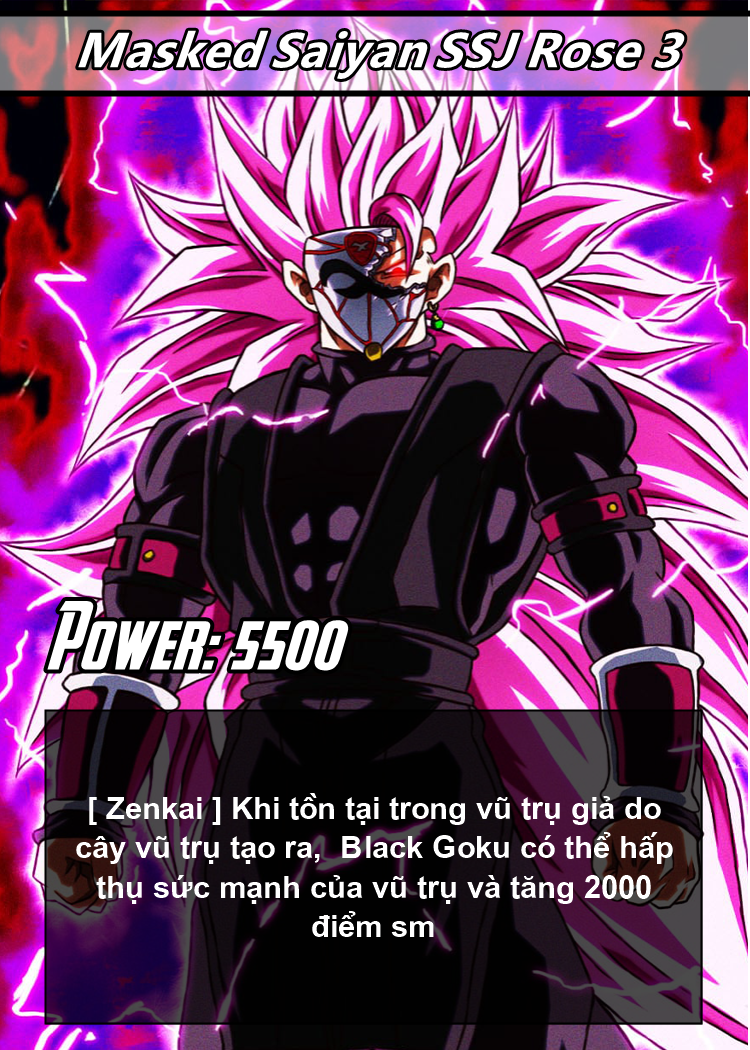 Masked Saiyan SSJ Rose 3
Power: 5500
[ Zenkai ] Khi tồn tại trong vũ trụ giả do
cây vũ trụ tạo ra,  Black Goku có thể hấp
thụ sức mạnh của vũ trụ và tăng 2000
điểm sm